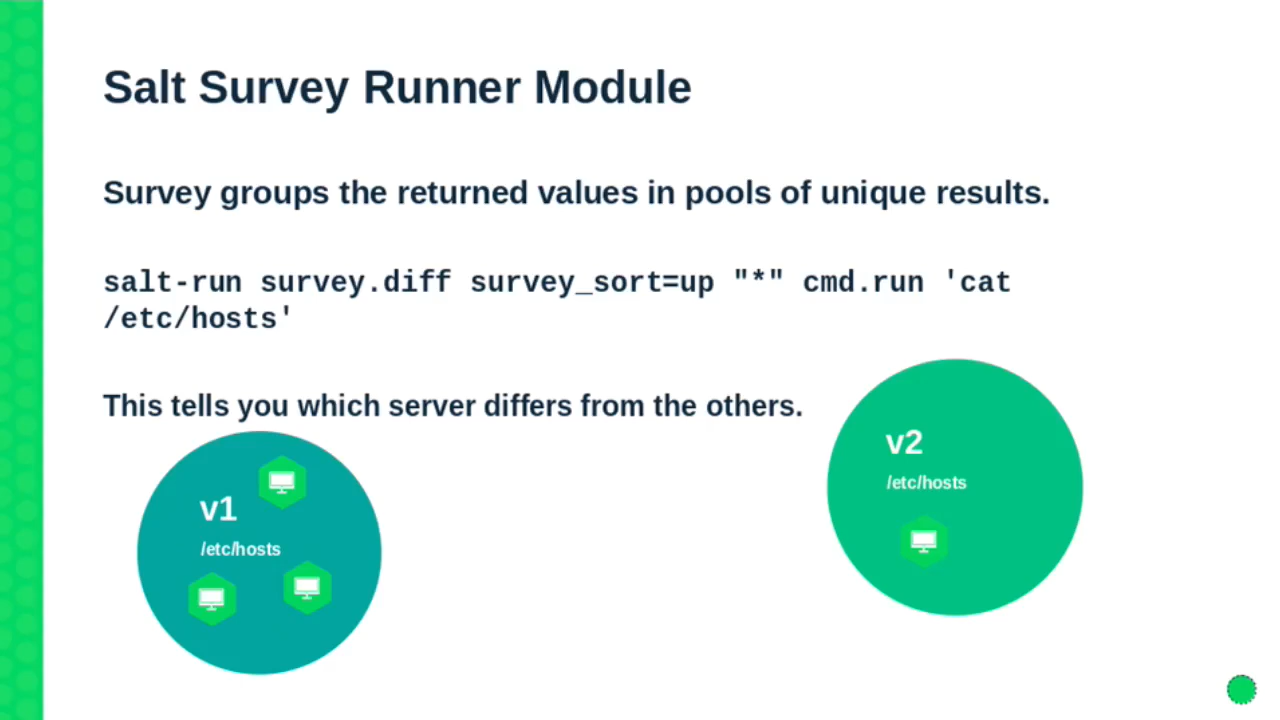 Salt Survey Runner Module
Survey groups the returned values in pools of unique results.
salt-run survey.diff survey_sort=up "*" cmd.run 'cat
/etc/hosts'
This tells you which server differs from the others.
v1
/etc/hosts
v2
/etc/hosts